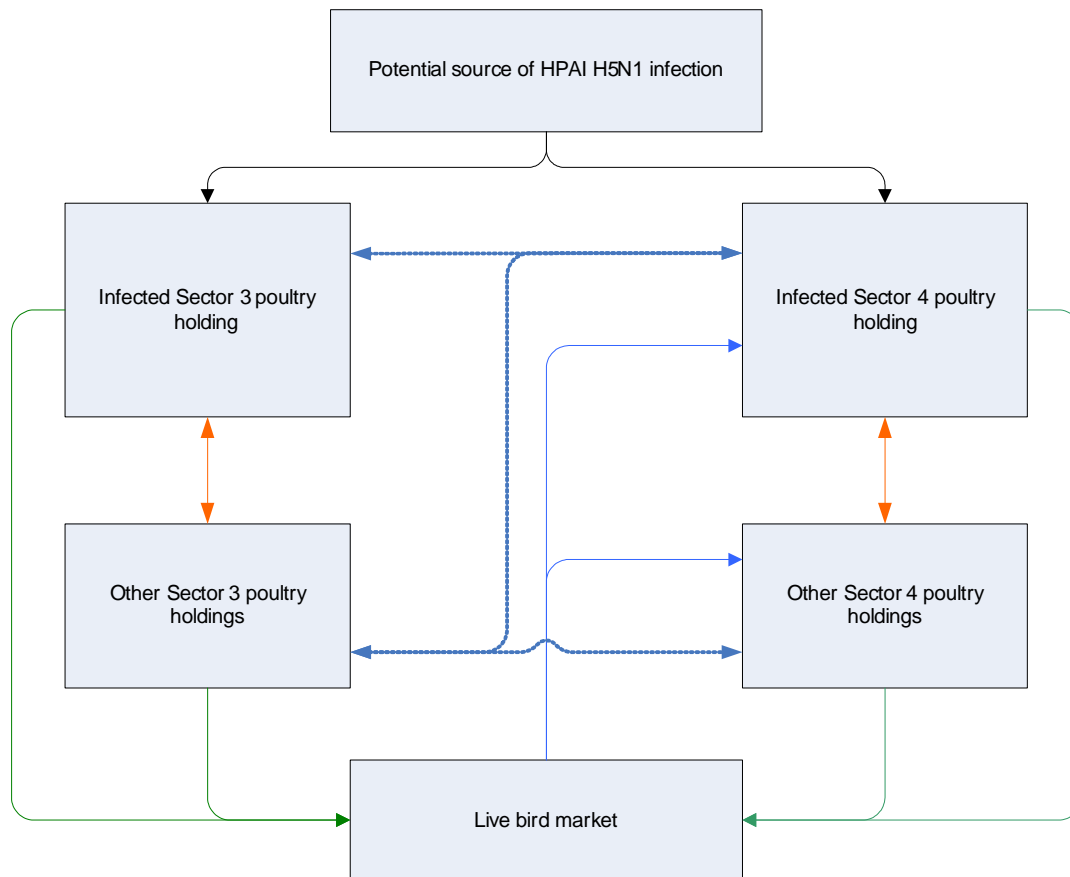 Potential source of HPAI H5N1 infection
Infected Sector 3 poultry
holding
Infected Sector 4 poultry
holding
Other Sector 3 poultry
holdings
Other Sector 4 poultry
holdings
Live bird market